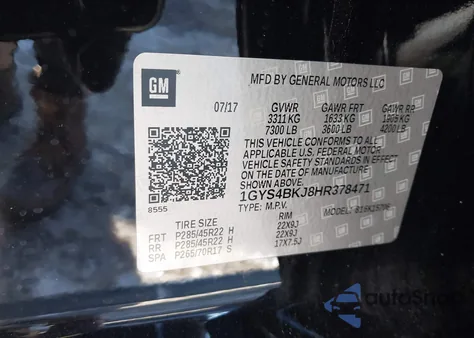 GM
MFD BY GENERAL MOTORS LLC
07/17 GVWR GAWR FRT GAWR RR
3311 KG 1633 KG 1905 KG
7300 LB 3600 LB 4200 LB
THIS VEHICLE CONFORMS TO ALL
APPLICABLE U.S. FEDERAL MOTOR
VEHICLE SAFETY STANDARDS IN EFFECT
ON THE DATE OF MANUFACTURE
SHOWN ABOVE.
1GYS4BKJ8HR378471
TYPE: M.P.V. MODEL:
8555
TIRE SIZE RIM
FRT P285/45R22 H 22X9J
RR P285/45R22 H 22X9J
SPA P265/70R17 S 17X7.5J